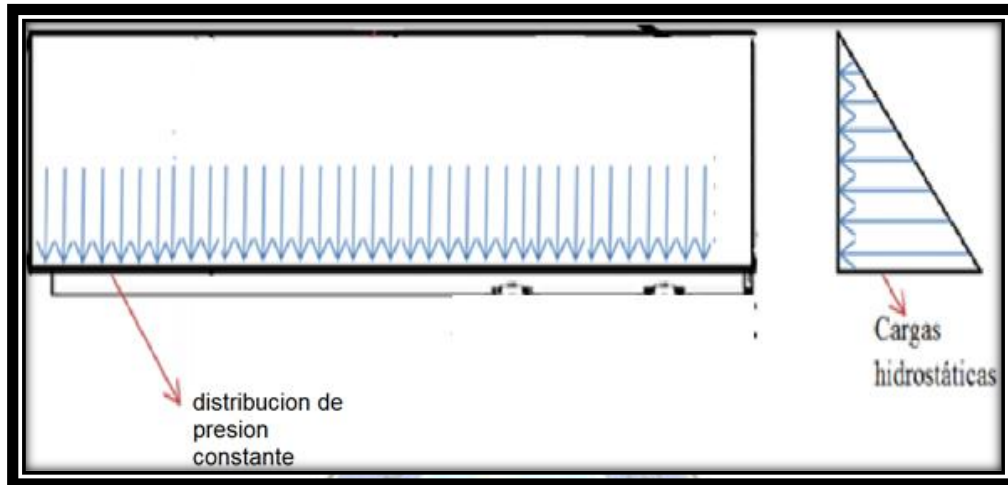 Cargas
hidrostáticas
distribucion de
presion
constante